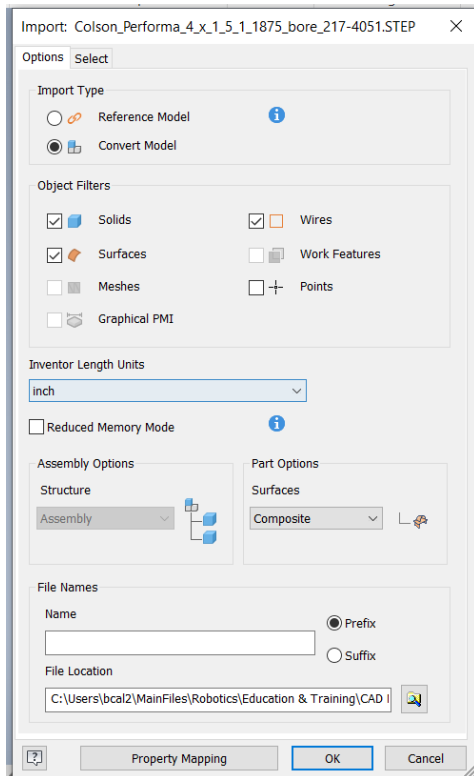 Import: Colson_Performa_4_x_1_5_1_1875_bore_217-4051.STEP
Options Select
Import Type
Reference Model
Convert Model
Object Filters
Solids Wires
Surfaces Work Features
Meshes Points
Graphical PMI
Inventor Length Units
inch
Reduced Memory Mode
Assembly Options Part Options
Structure Surfaces
Assembly Composite
File Names
Name
Prefix
Suffix
File Location
C:\Users\bcal2\MainFiles\Robotics\Education & Training\CAD
Property Mapping OK Cancel